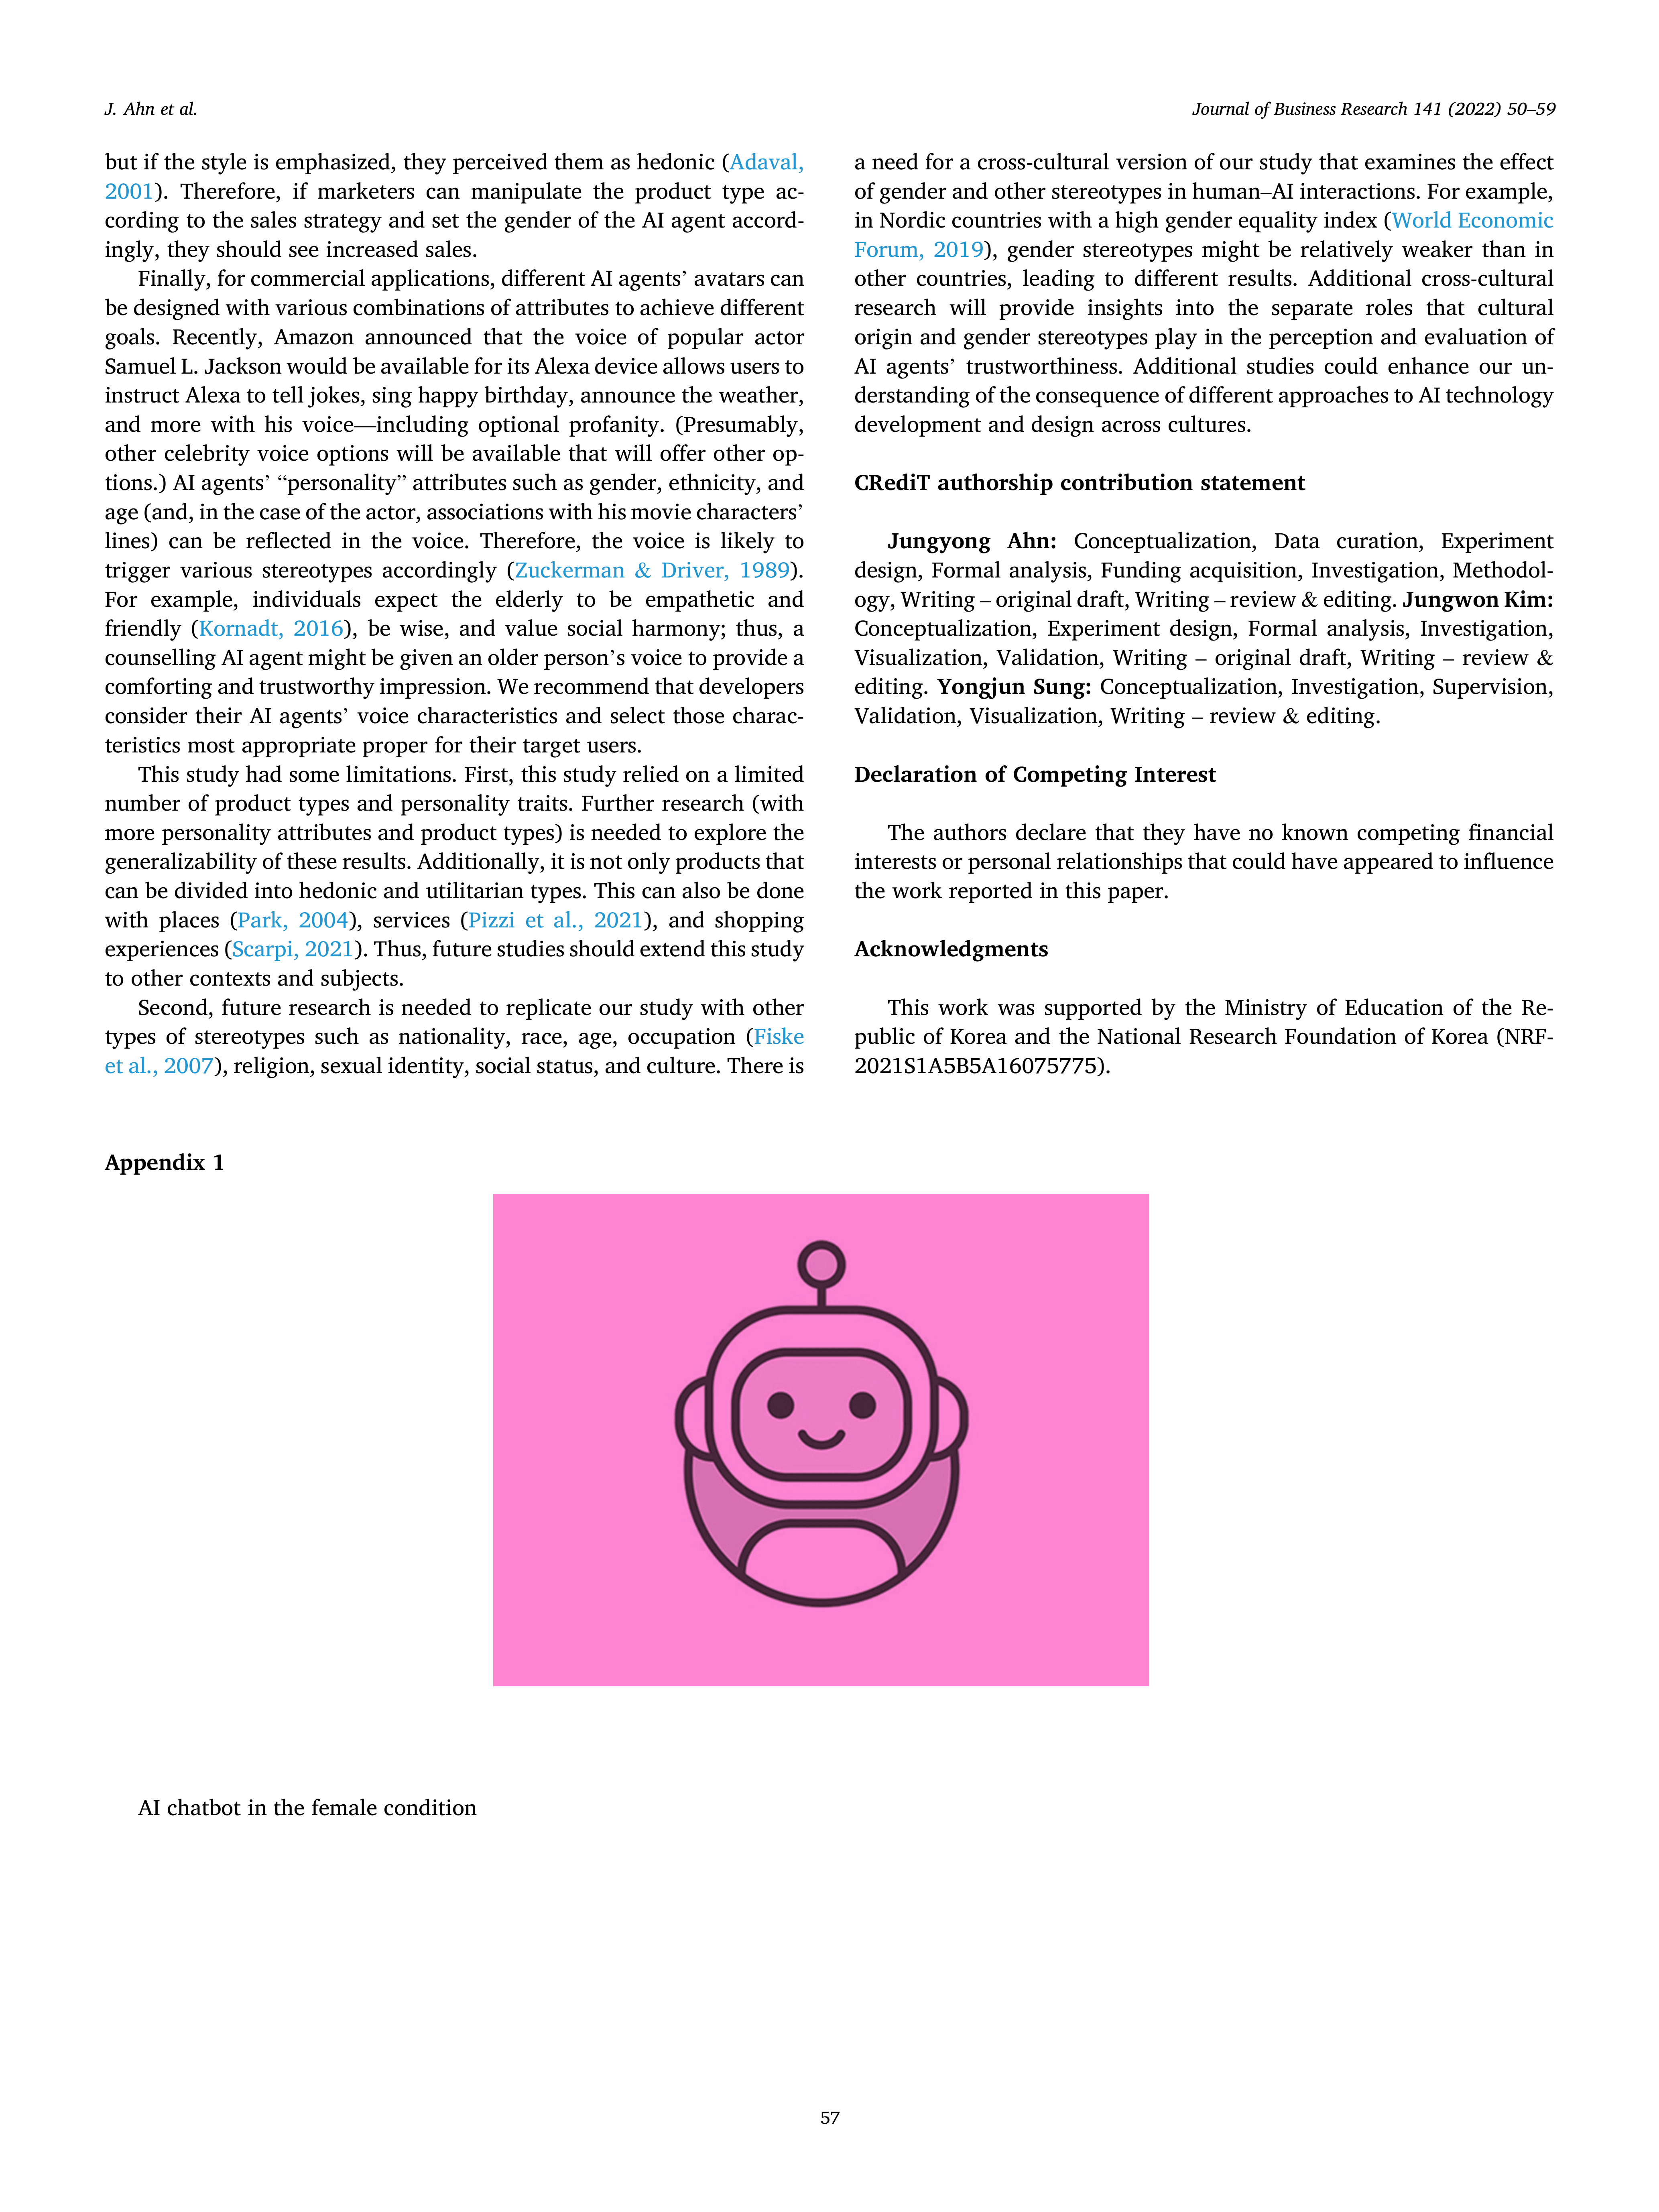 J. Ahn et al.
Journal of Business Research 141 (2022) 50–59
but if the style is emphasized, they perceived them as hedonic (Adaval,
2001). Therefore, if marketers can manipulate the product type ac-
cording to the sales strategy and set the gender of the AI agent accord-
ingly, they should see increased sales.
Finally, for commercial applications, different AI agents’ avatars can
be designed with various combinations of attributes to achieve different
goals. Recently, Amazon announced that the voice of popular actor
Samuel L. Jackson would be available for its Alexa device allows users to
instruct Alexa to tell jokes, sing happy birthday, announce the weather,
and more with his voice—including optional profanity. (Presumably,
other celebrity voice options will be available that will offer other op-
tions.) AI agents’ “personality” attributes such as gender, ethnicity, and
age (and, in the case of the actor, associations with his movie characters’
lines) can be reflected in the voice. Therefore, the voice is likely to
trigger various stereotypes accordingly (Zuckerman & Driver, 1989).
For example, individuals expect the elderly to be empathetic and
friendly (Kornadt, 2016), be wise, and value social harmony; thus, a
counselling AI agent might be given an older person’s voice to provide a
comforting and trustworthy impression. We recommend that developers
consider their AI agents’ voice characteristics and select those charac-
teristics most appropriate proper for their target users.
This study had some limitations. First, this study relied on a limited
number of product types and personality traits. Further research (with
more personality attributes and product types) is needed to explore the
generalizability of these results. Additionally, it is not only products that
can be divided into hedonic and utilitarian types. This can also be done
with places (Park, 2004), services (Pizzi et al., 2021), and shopping
experiences (Scarpi, 2021). Thus, future studies should extend this study
to other contexts and subjects.
Second, future research is needed to replicate our study with other
types of stereotypes such as nationality, race, age, occupation (Fiske
et al., 2007), religion, sexual identity, social status, and culture. There is
a need for a cross-cultural version of our study that examines the effect
of gender and other stereotypes in human–AI interactions. For example,
in Nordic countries with a high gender equality index (World Economic
Forum, 2019), gender stereotypes might be relatively weaker than in
other countries, leading to different results. Additional cross-cultural
research will provide insights into the separate roles that cultural
origin and gender stereotypes play in the perception and evaluation of
AI agents’ trustworthiness. Additional studies could enhance our un-
derstanding of the consequence of different approaches to AI technology
development and design across cultures.
CRediT authorship contribution statement
Jungyong Ahn: Conceptualization, Data curation, Experiment
design, Formal analysis, Funding acquisition, Investigation, Methodol-
ogy, Writing – original draft, Writing – review & editing. Jungwon Kim:
Conceptualization, Experiment design, Formal analysis, Investigation,
Visualization, Validation, Writing – original draft, Writing – review &
editing. Yongjun Sung: Conceptualization, Investigation, Supervision,
Validation, Visualization, Writing – review & editing.
Declaration of Competing Interest
The authors declare that they have no known competing financial
interests or personal relationships that could have appeared to influence
the work reported in this paper.
Acknowledgments
This work was supported by the Ministry of Education of the Re-
public of Korea and the National Research Foundation of Korea (NRF-
2021S1A5B5A16075775).
Appendix 1
AI chatbot in the female condition
57